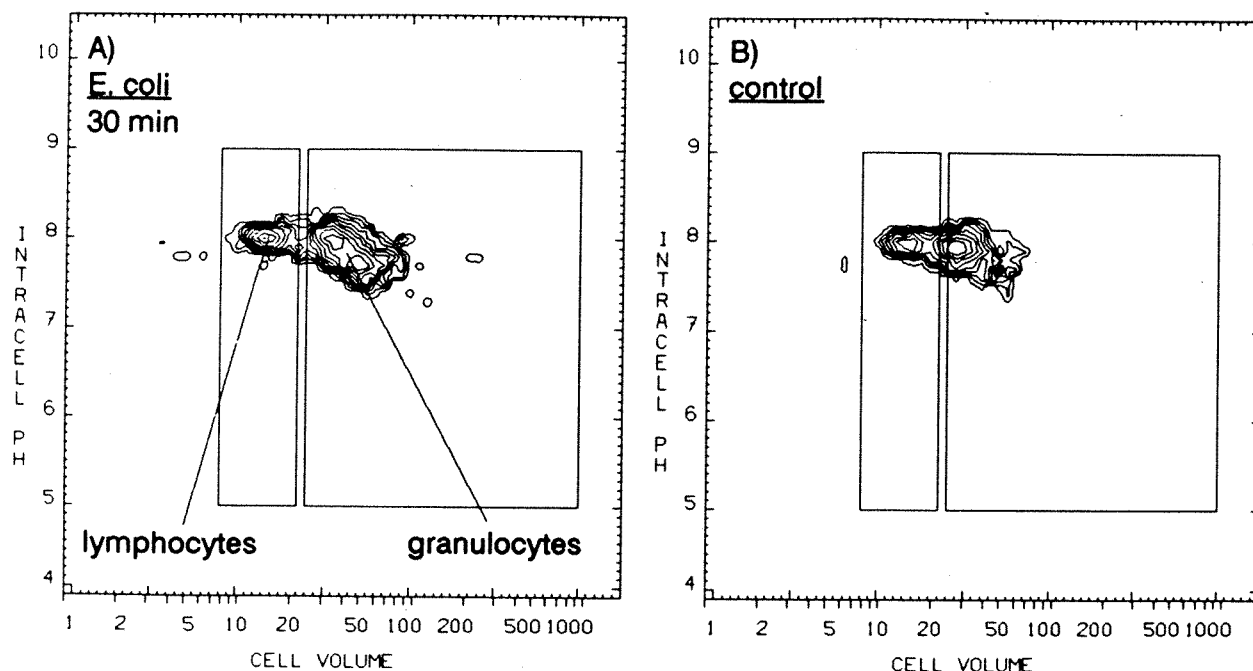 A)
E. coli
30 min
10
9
8
7
6
5
4
INTRACELL PH
lymphocytes
granulocytes
1 5 10 20 50 100 200 500 1000
CELL VOLUME
B)
control
10
9
8
7
6
5
4
INTRACELL PH
1 5 10 20 50 100 200 500 1000
CELL VOLUME